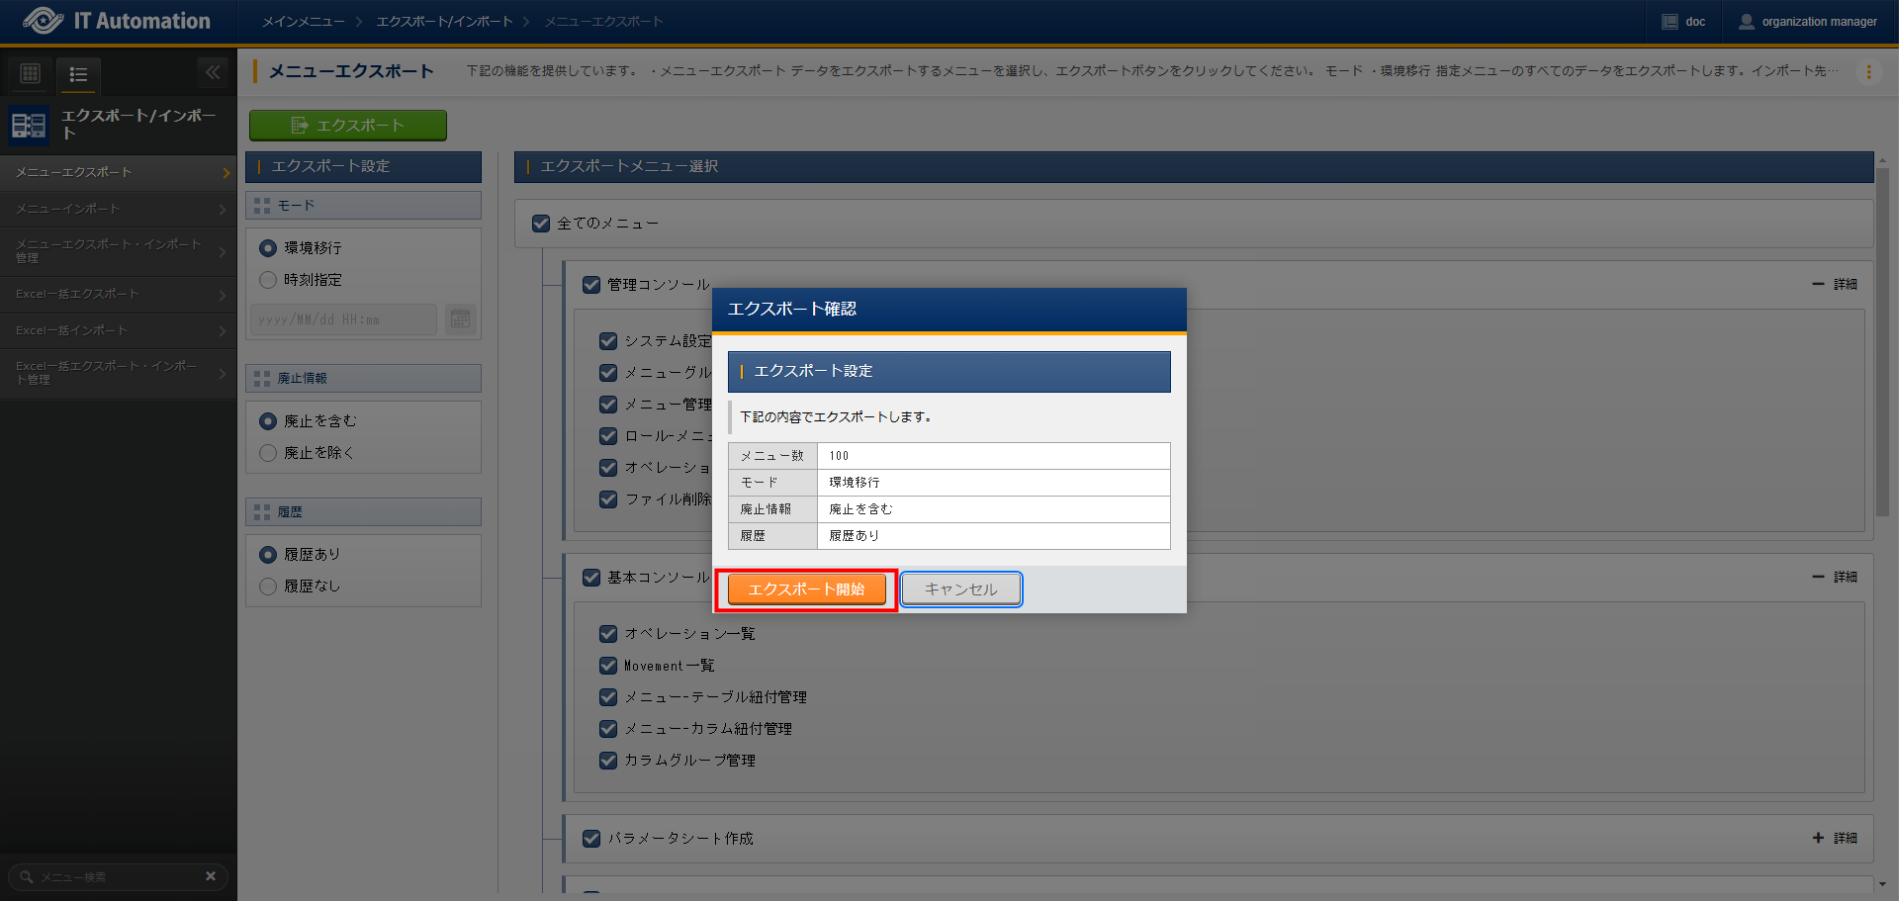 IT Automation
メインメニュー > エクスポート/インポート > メニューエクスポート
doc
organization manager
メニューエクスポート
下記の機能を提供しています。 ・メニューエクスポート データをエクスポートするメニューを選択し、エクスポートボタンをクリックしてください。 モード ・環境移行 指定メニューのすべてのデータをエクスポートします。インポート先…
エクスポート/インポー
ト
メニューエクスポート
メニューインポート
メニューエクスポート・インポート
管理
Excel一括エクスポート
Excel一括インポート
Excel一括エクスポート・インポー
ト管理
メニュー検索
エクスポート
エクスポート設定
モード
環境移行
時刻指定
yyyy/MM/dd HH:mm
廃止情報
廃止を含む
廃止を除く
履歴
履歴あり
履歴なし
エクスポートメニュー選択
全てのメニュー
管理コンソール
詳細
システム設定
メニューグル
メニュー管理
ロール-メニュ
オペレーショ
ファイル削除
基本コンソール
詳細
オペレーション一覧
Movement一覧
メニュー-テーブル紐付管理
メニュー-カラム紐付管理
カラムグループ管理
パラメータシート作成
詳細
エクスポート確認
エクスポート設定
下記の内容でエクスポートします。
メニュー数 100
モード 環境移行
廃止情報 廃止を含む
履歴 履歴あり
エクスポート開始
キャンセル